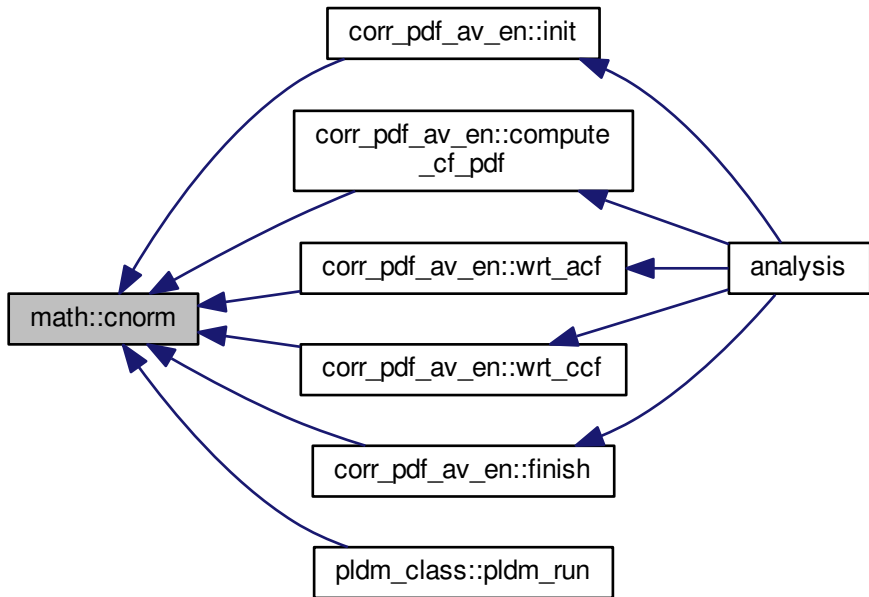 corr_pdf_av_en::init
corr_pdf_av_en::compute
_cf_pdf
corr_pdf_av_en::wrt_acf
analysis
math::cnorm
corr_pdf_av_en::wrt_ccf
corr_pdf_av_en::finish
pldm_class::pldm_run